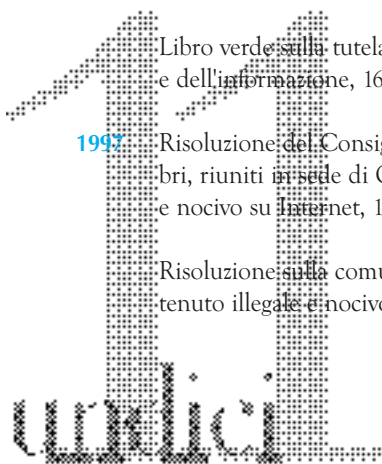 11
Libro verde sulla tutela
e dell'informazione, 16
1997 Risoluzione del Consig
bri, riuniti in sede di C
e nocivo su Internet, 1
Risoluzione sulla comu
tenuto illegale e nocivo
undici